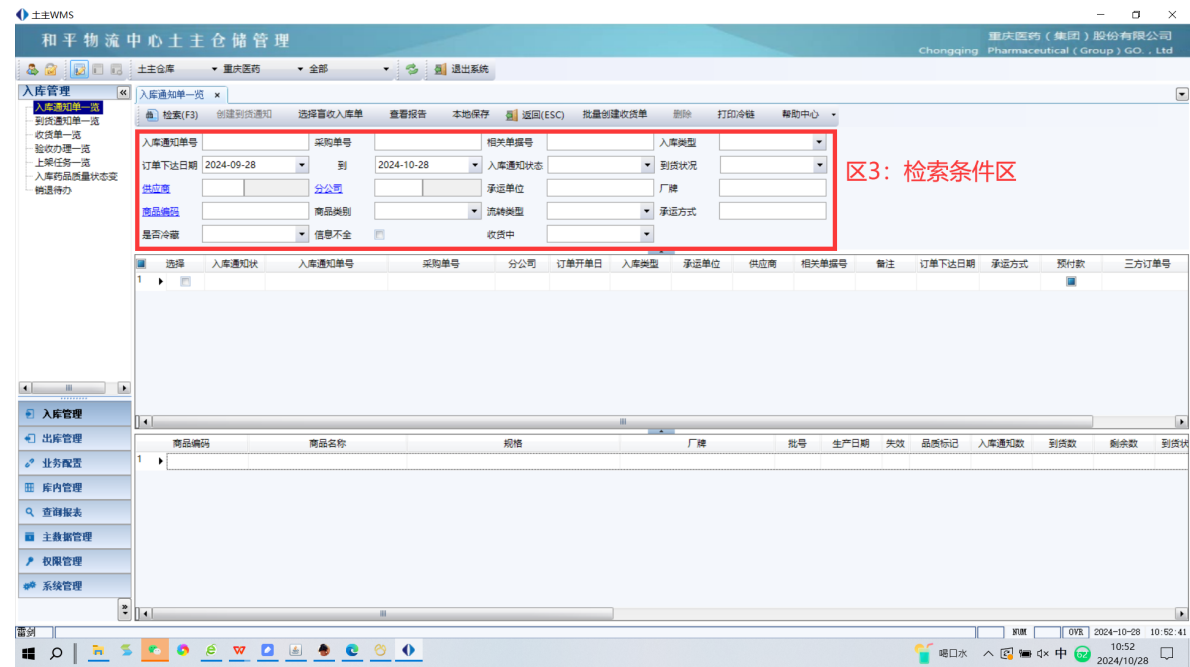 土主WMS
和平物流中心土主仓储管理
重庆医药（集团）股份有限公司
Chongqing Pharmaceutical ( Group ) GO. , Ltd
土主仓库 重庆医药 全部 退出系统
入库管理
入库通知单一览
入库通知单一览
到货通知单一览
收货单一览
验收办理一览
上架任务一览
入库药品质量状态变
销退待办
检索(F3) 创建到货通知 选择盲收入库单 查看报告 本地保存 返回(ESC) 批量创建收货单 删除 打印冷链 帮助中心
入库通知单号 采购单号 相关单据号 入库类型
订单下达日期 2024-09-28 到 2024-10-28 入库通知状态 到货状况
供应商 分公司 承运单位 厂牌
商品编码 商品类别 流转类型 承运方式
是否冷藏 信息不全 收货中
区3：检索条件区
选择 入库通知状 入库通知单号 采购单号 分公司 订单开单日 入库类型 承运单位 供应商 相关单据号 备注 订单下达日期 承运方式 预付款 三方订单号
1
商品编码 商品名称 规格 厂牌 批号 生产日期 失效 品质标记 入库通知数 到货数 剩余数 到货状
1
入库管理
出库管理
业务配置
库内管理
查询报表
主数据管理
权限管理
系统管理
雷剑 NUM OVR 2024-10-28 10:52:41
喝口水 中 62 10:52
2024/10/28